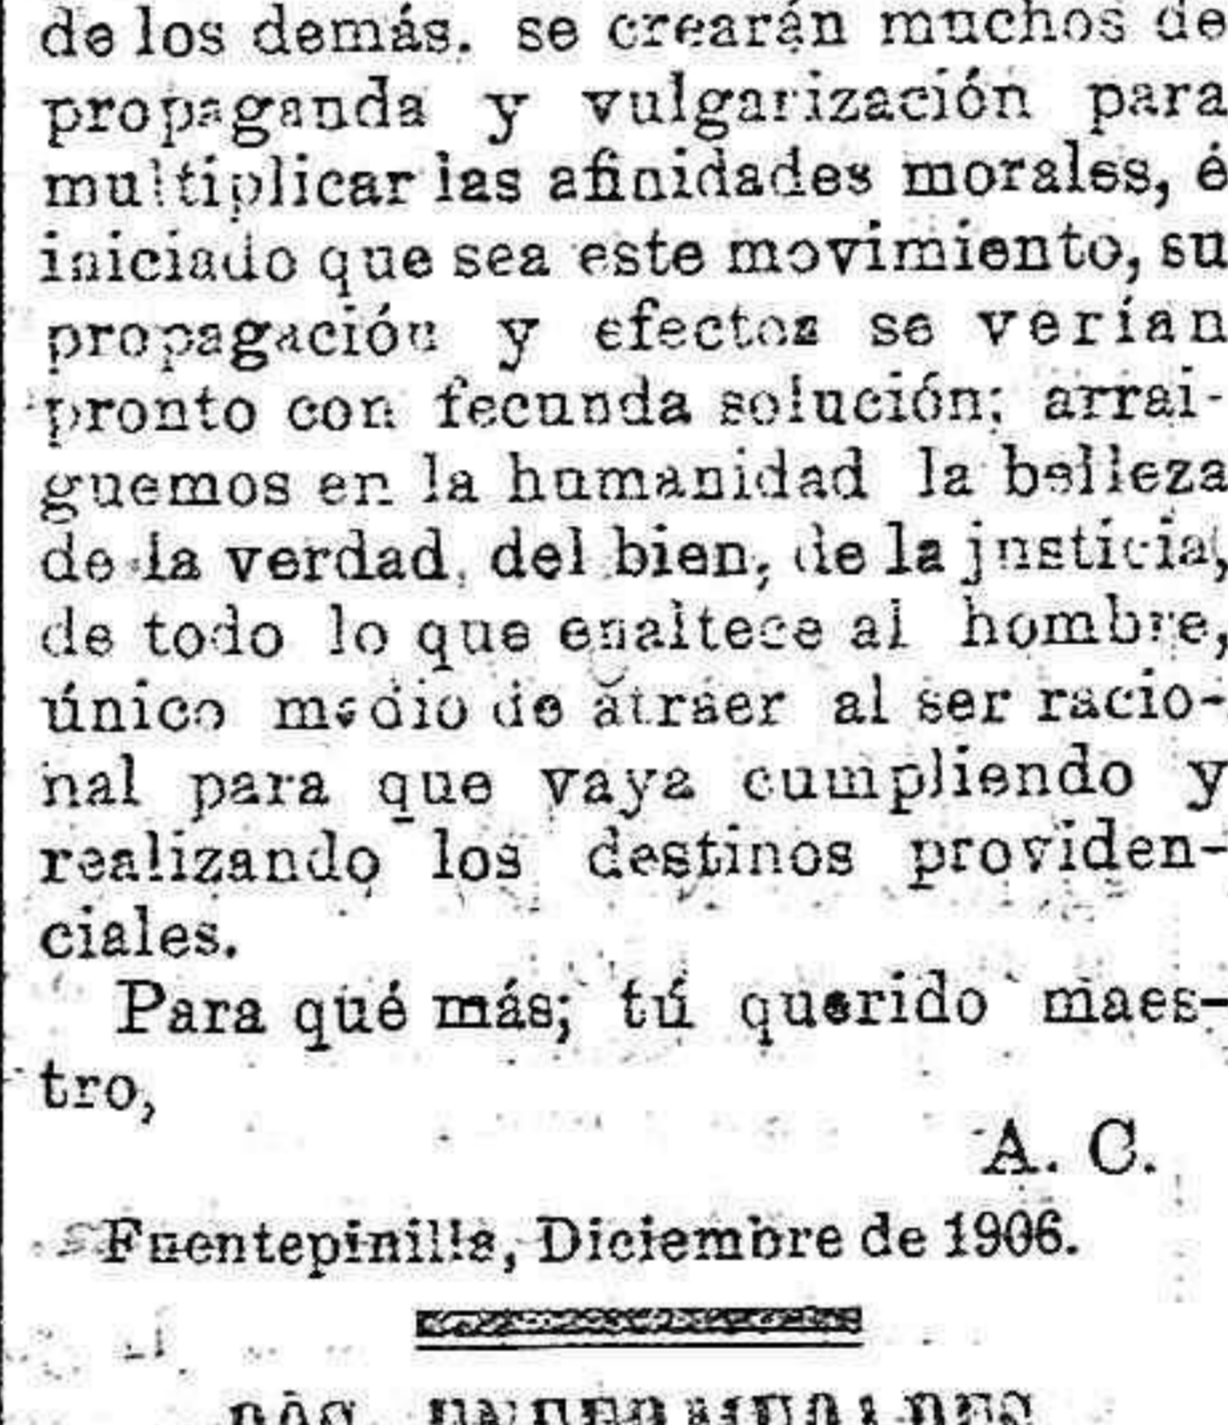 de los demás. se crearán muchos de
propaganda y vulgarización para
multiplicar las afinidades morales, é
iniciado que sea este movimiento, su
propagación y efectos se verían
pronto con fecunda solución; arrai-
guemos en la humanidad la belleza
de la verdad, del bien, de la justicia,
de todo lo que enaltece al hombre,
único medio de atraer al ser racio-
nal para que vaya cumpliendo y
realizando los destinos providen-
ciales.
Para qué más; tú querido maes-
tro,
A. C.
Fuentepinilla, Diciembre de 1906.